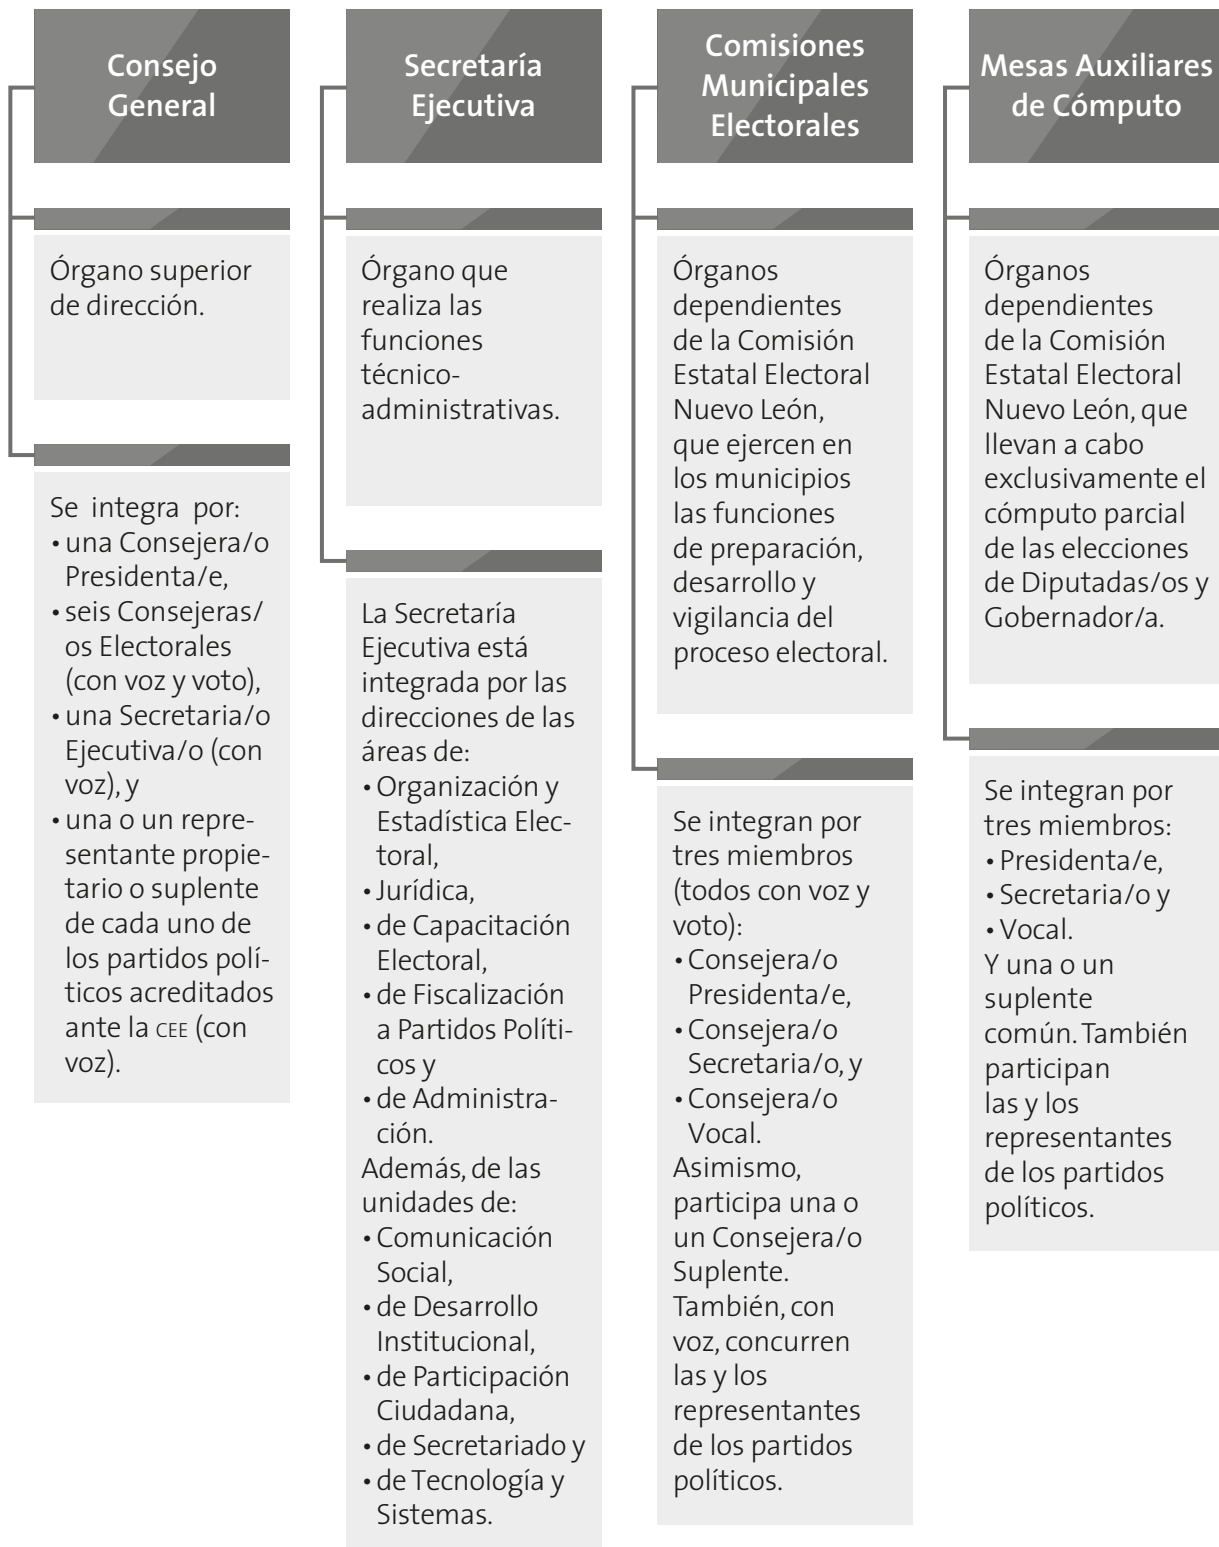 Consejo
General
Órgano superior
de dirección.
Se integra por:
• una Consejera/o
Presidenta/e,
• seis Consejeras/
os Electorales
(con voz y voto),
• una Secretaria/o
Ejecutiva/o (con
voz), y
• una o un repre-
sentante propie-
tario o suplente
de cada uno de
los partidos polí-
ticos acreditados
ante la CEE (con
voz).
Secretaría
Ejecutiva
Órgano que
realiza las
funciones
técnico-
administrativas.
La Secretaría
Ejecutiva está
integrada por las
direcciones de las
áreas de:
• Organización y
Estadística Elec-
toral,
• Jurídica,
• de Capacitación
Electoral,
• de Fiscalización
a Partidos Políti-
cos y
• de Administra-
ción.
Además, de las
unidades de:
• Comunicación
Social,
• de Desarrollo
Institucional,
• de Participación
Ciudadana,
• de Secretariado y
• de Tecnología y
Sistemas.
Comisiones
Municipales
Electorales
Órganos
dependientes
de la Comisión
Estatal Electoral
Nuevo León,
que ejercen en
los municipios
las funciones
de preparación,
desarrollo y
vigilancia del
proceso electoral.
Se integran por
tres miembros
(todos con voz y
voto):
• Consejera/o
Presidenta/e,
• Consejera/o
Secretaria/o, y
• Consejera/o
Vocal.
Asimismo,
participa una o
un Consejera/o
Suplente.
También, con
voz, concurren
las y los
representantes
de los partidos
políticos.
Mesas Auxiliares
de Cómputo
Órganos
dependientes
de la Comisión
Estatal Electoral
Nuevo León, que
llevan a cabo
exclusivamente el
cómputo parcial
de las elecciones
de Diputadas/os y
Gobernador/a.
Se integran por
tres miembros:
• Presidenta/e,
• Secretaria/o y
• Vocal.
Y una o un
suplente
común. También
participan
las y los
representantes
de los partidos
políticos.